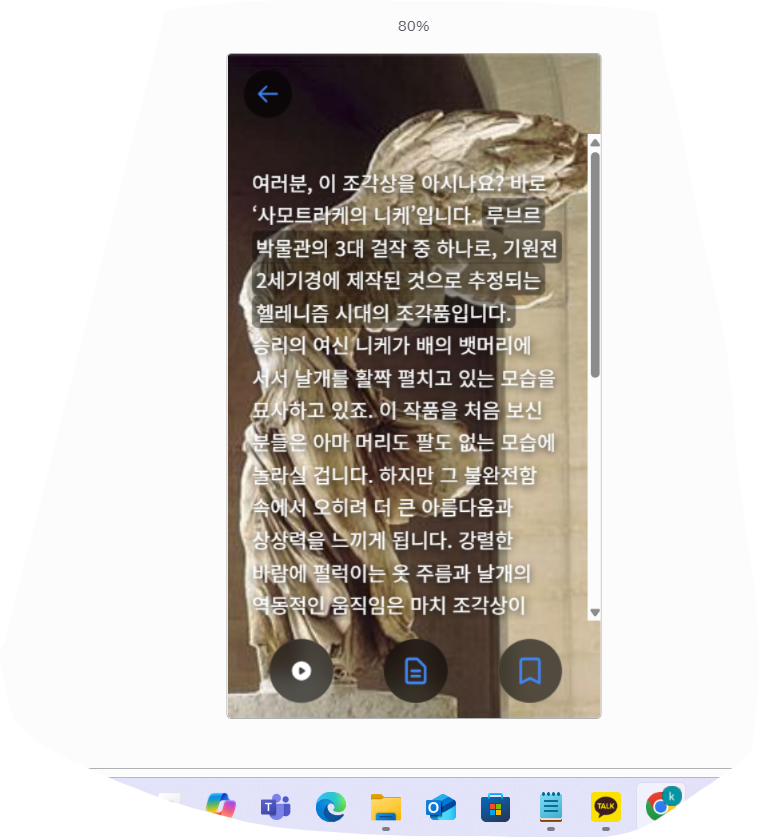 80%
여러분, 이 조각상을 아시나요? 바로
‘사모트라케의 니케’입니다. 루브르
박물관의 3대 걸작 중 하나로, 기원전
2세기경에 제작된 것으로 추정되는
헬레니즘 시대의 조각품입니다.
승리의 여신 니케가 배의 뱃머리에
서서 날개를 활짝 펼치고 있는 모습을
묘사하고 있죠. 이 작품을 처음 보신
분들은 아마 머리도 팔도 없는 모습에
놀라실 겁니다. 하지만 그 불완전함
속에서 오히려 더 큰 아름다움과
상상력을 느끼게 됩니다. 강렬한
바람에 펄럭이는 옷 주름과 날개의
역동적인 움직임은 마치 조각상이
TALK
k